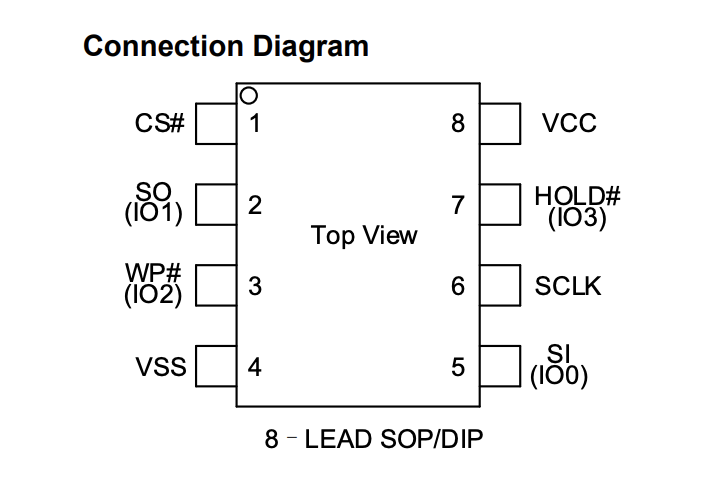 Connection Diagram
CS# 1 8 VCC
SO 2 7 HOLD#
(IO1) (IO3)
Top View
WP# 3 6 SCLK
(IO2)
VSS 4 5 SI
(IO0)
8 – LEAD SOP/DIP